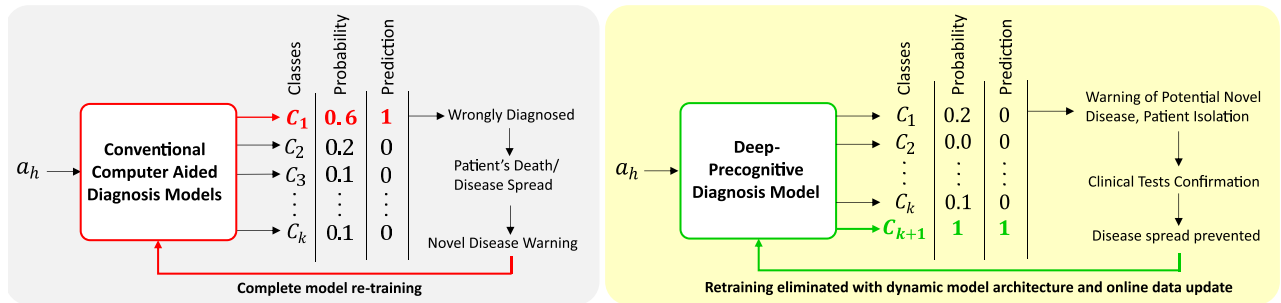 Classes
Probability
Prediction
Conventional
Computer Aided
Diagnosis Models
a_h
C_1 0.6 1
C_2 0.2 0
C_3 0.1 0
⋮ ⋮ ⋮
C_k 0.1 0
Wrongly Diagnosed
Patient's Death/
Disease Spread
Novel Disease Warning
Complete model re-training
Classes
Probability
Prediction
Deep-
Precognitive
Diagnosis Model
a_h
C_1 0.2 0
C_2 0.0 0
⋮ ⋮ ⋮
C_k 0.1 0
C_{k+1} 1 1
Warning of Potential Novel
Disease, Patient Isolation
Clinical Tests Confirmation
Disease spread prevented
Retraining eliminated with dynamic model architecture and online data update